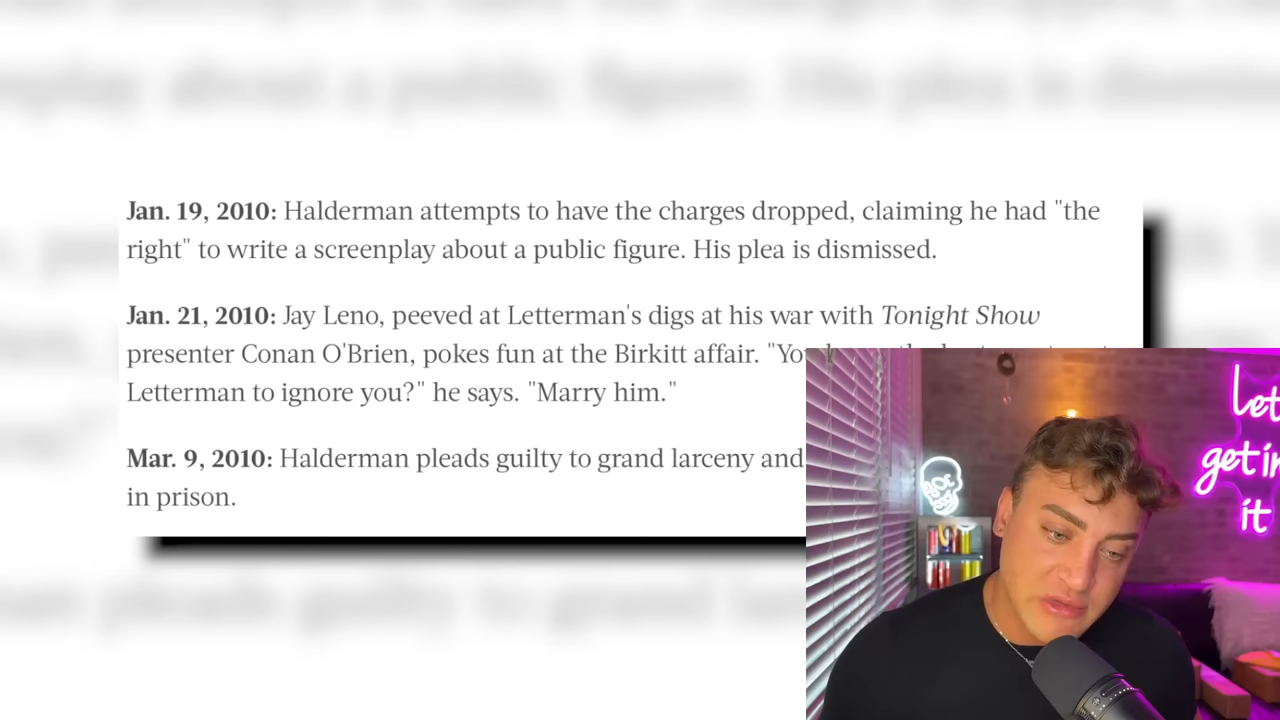 Jan. 19, 2010: Halderman attempts to have the charges dropped, claiming he had "the
right" to write a screenplay about a public figure. His plea is dismissed.
Jan. 21, 2010: Jay Leno, peeved at Letterman's digs at his war with Tonight Show
presenter Conan O'Brien, pokes fun at the Birkitt affair.
Letterman to ignore you?" he says. "Marry him."
Mar. 9, 2010: Halderman pleads guilty to grand larceny and
in prison.
let
get
it